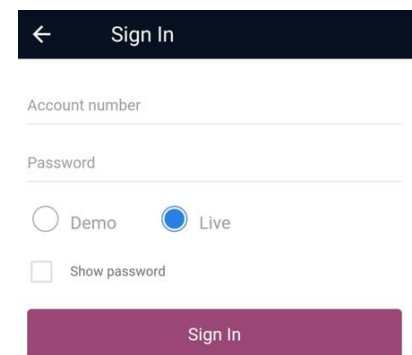 Sign In
Account number
Password
Demo Live
Show password
Sign In